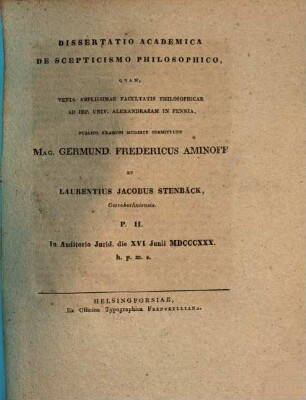 DISSERTATIO ACADEMICA
DE SCEPTICISMO PHILOSOPHICO,
QUAM,
VENIA AMPLISSIMAE FACULTATIS PHILOSOPHICAE
AD IMP. UNIV. ALEXANDREAM IN FENNIA,
PUBLICO EXAMINI MODESTE SUBMITTUNT
MAG. GERMUND. FREDERICUS AMINOFF
ET
LAURENTIUS JACOBUS STENBÄCK,
Ostrobotniensis.
P. II.
In Auditorio Jurid. die XVI Junii MDCCCXXX.
h. p. m. s.
HELSINGFORSIAE,
Ex Officina Typographica FRENCKELLIANA.